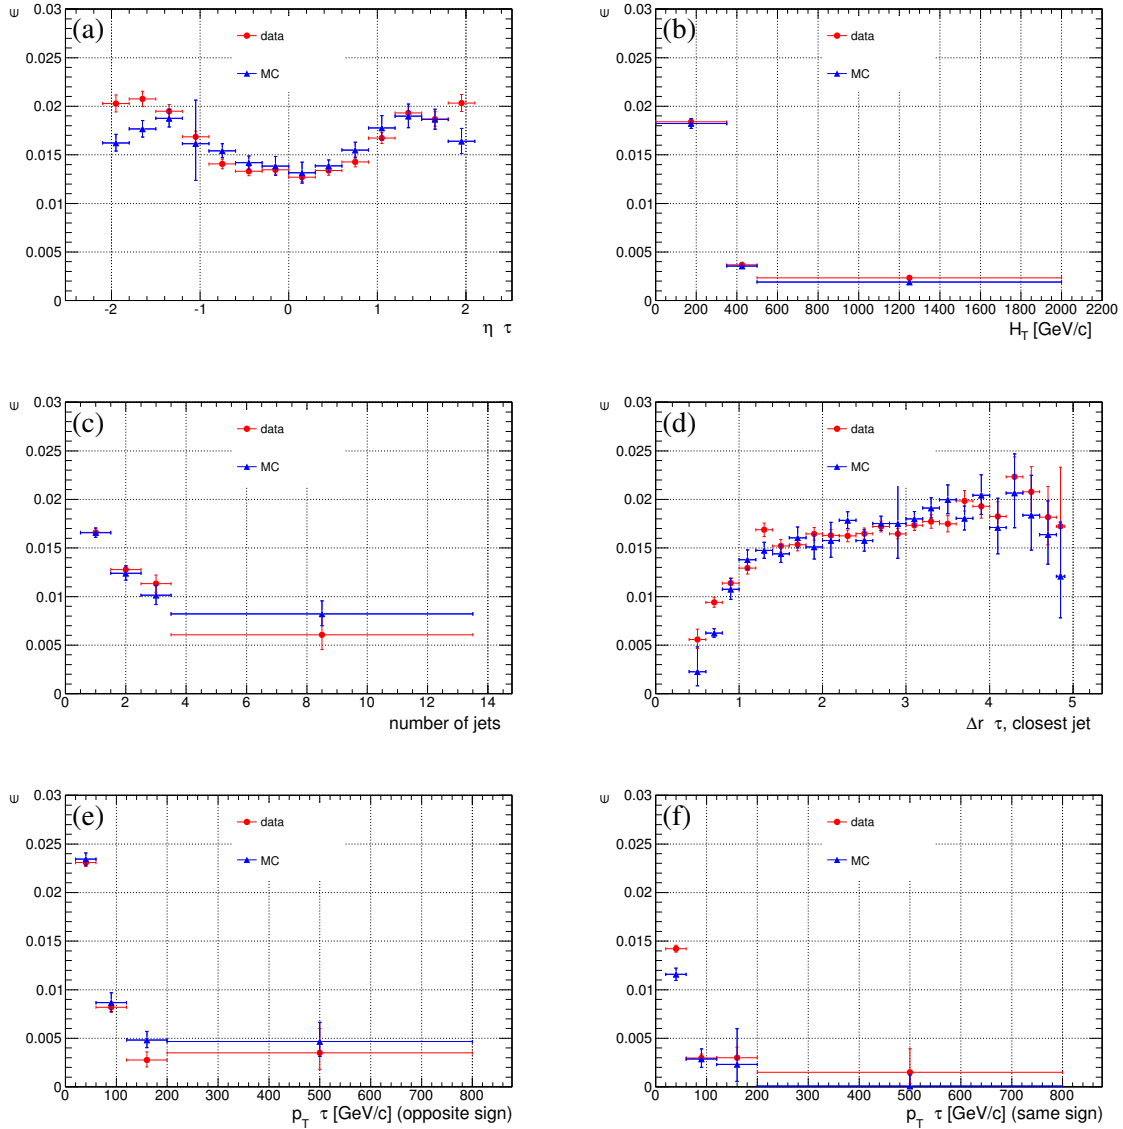 ϵ 0.03 (a) data
0.025 MC
0.02
0.015
0.01
0.005
0
-2 -1 0 1 2
η τ
ϵ 0.03 (b) data
0.025 MC
0.02
0.015
0.01
0.005
0
0 200 400 600 800 1000 1200 1400 1600 1800 2000 2200
H_T [GeV/c]
ϵ 0.03 (c) data
0.025 MC
0.02
0.015
0.01
0.005
0
0 2 4 6 8 10 12 14
number of jets
ϵ 0.03 (d) data
0.025 MC
0.02
0.015
0.01
0.005
0
0 1 2 3 4 5
Δr τ, closest jet
ϵ 0.03 (e) data
0.025 MC
0.02
0.015
0.01
0.005
0
0 100 200 300 400 500 600 700 800
p_T τ [GeV/c] (opposite sign)
ϵ 0.03 (f) data
0.025 MC
0.02
0.015
0.01
0.005
0
0 100 200 300 400 500 600 700 800
p_T τ [GeV/c] (same sign)